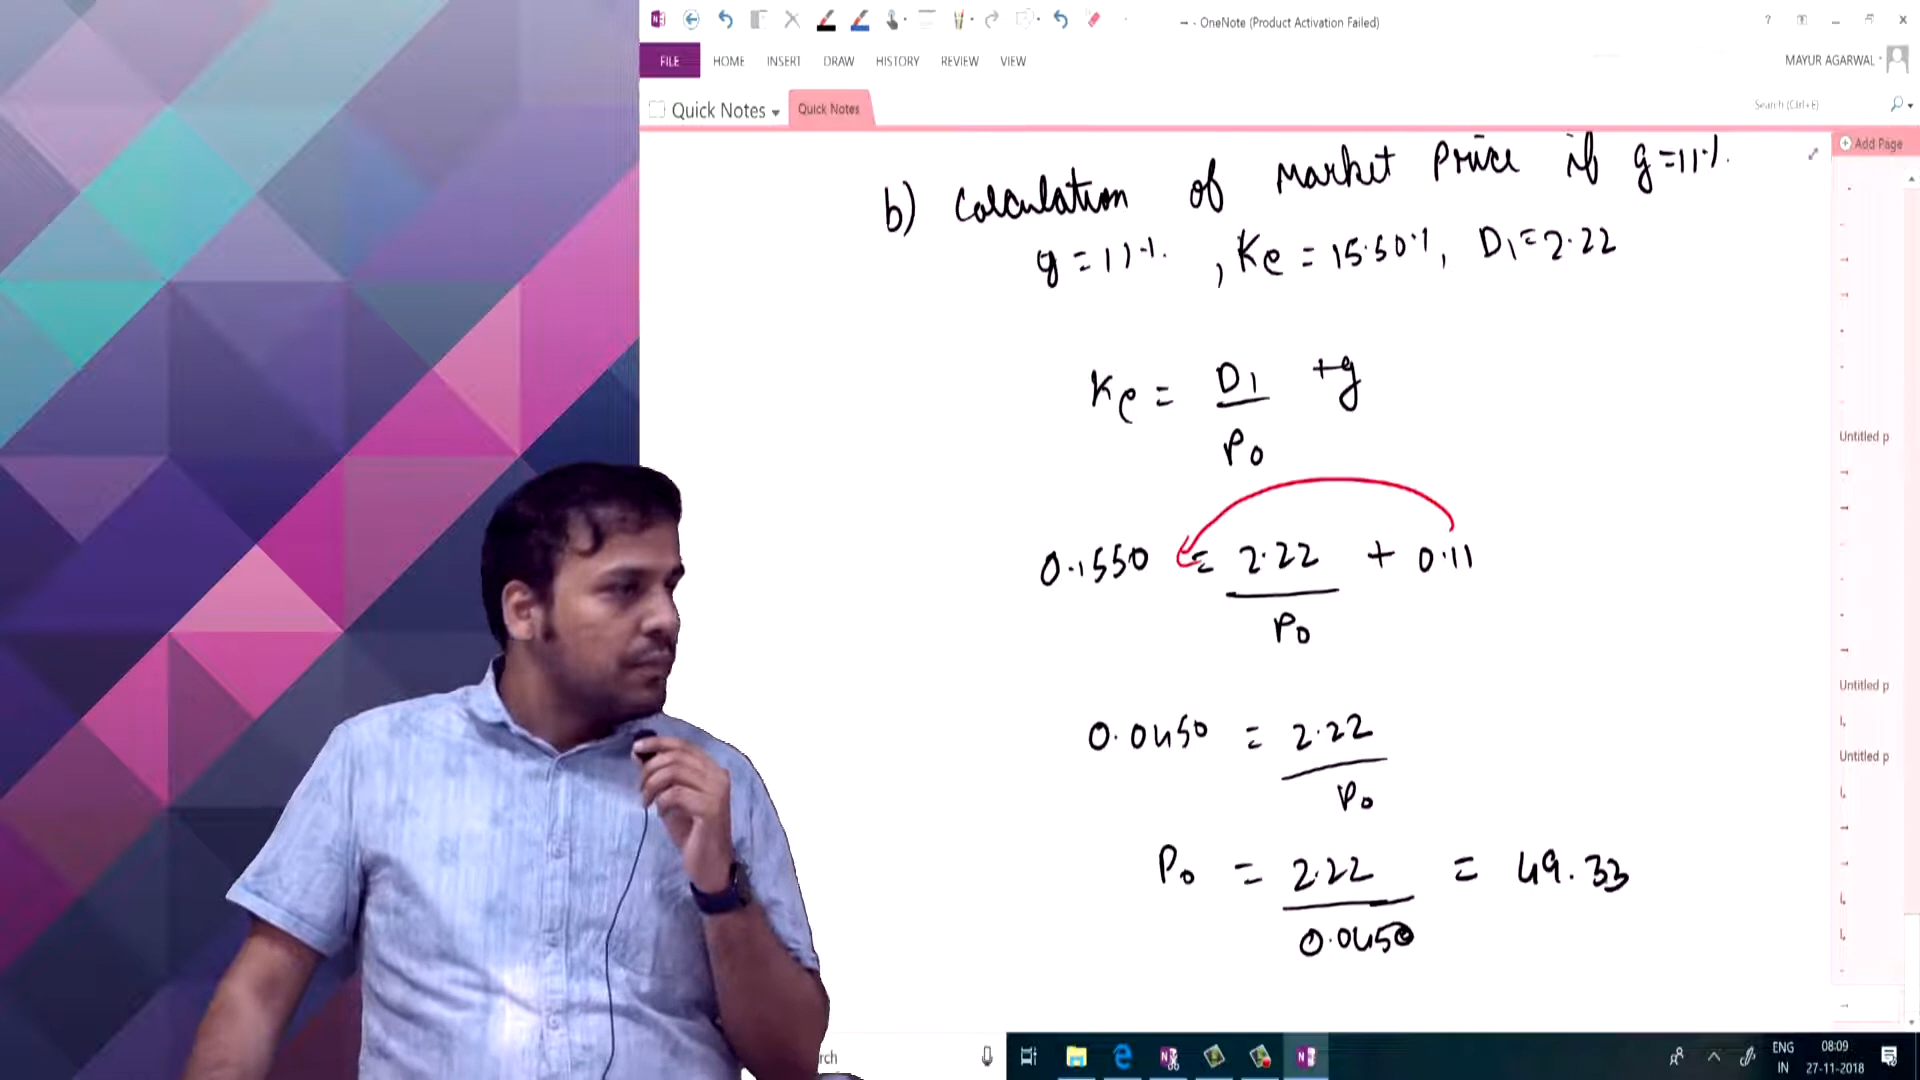 - OneNote (Product Activation Failed)
?
FILE HOME INSERT DRAW HISTORY REVIEW VIEW
MAYUR AGARWAL
Quick Notes
Quick Notes
Search (Ctrl+E)
Add Page
b) Calculation of Market Price if g=11%.
g = 11%. , Ke = 15.50%, D1 = 2.22
Ke = D1 +g
P0
0.1550 = 2.22 + 0.11
P0
0.0450 = 2.22
P0
P0 = 2.22 = 49.33
0.0450
Untitled p
Untitled p
Untitled p
rch
ENG
IN
08:09
27-11-2018